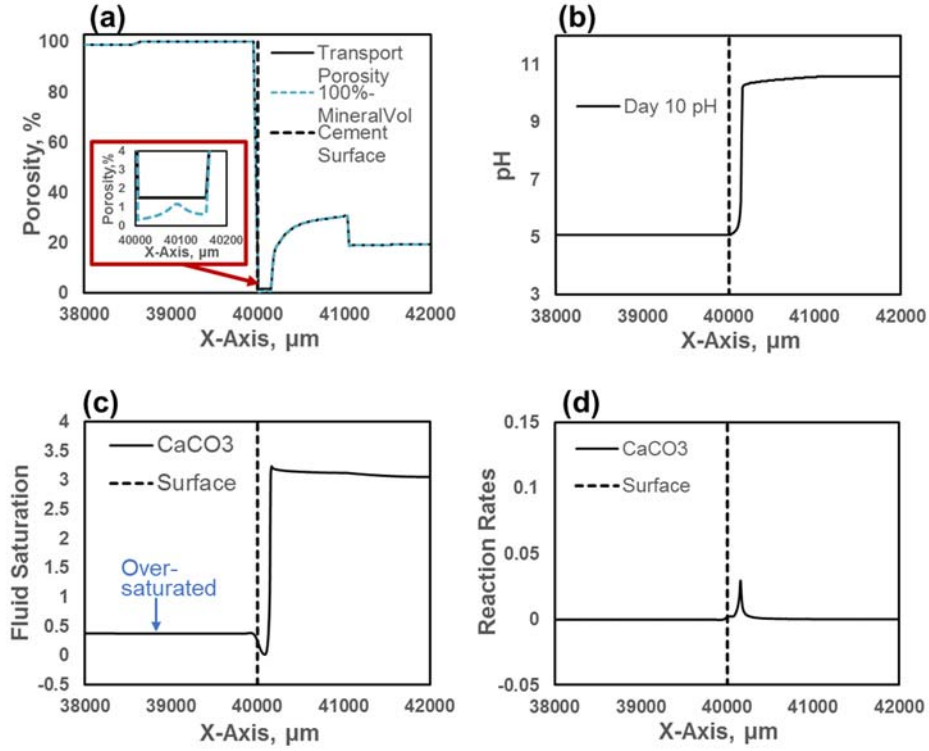 (a)
Porosity, %
100
80
60
40
20
0
Transport
Porosity
100%-
MineralVol
Cement
Surface
Porosity,%
4
3
2
1
0
40000 40100 40200
X-Axis, µm
38000 39000 40000 41000 42000
X-Axis, µm
(b)
pH
11
9
7
5
3
Day 10 pH
38000 39000 40000 41000 42000
X-Axis, µm
(c)
Fluid Saturation
4
3.5
3
2.5
2
1.5
1
0.5
0
-0.5
CaCO3
Surface
Over-
saturated
38000 39000 40000 41000 42000
X-Axis, µm
(d)
Reaction Rates
0.15
0.1
0.05
0
-0.05
CaCO3
Surface
38000 39000 40000 41000 42000
X-Axis, µm